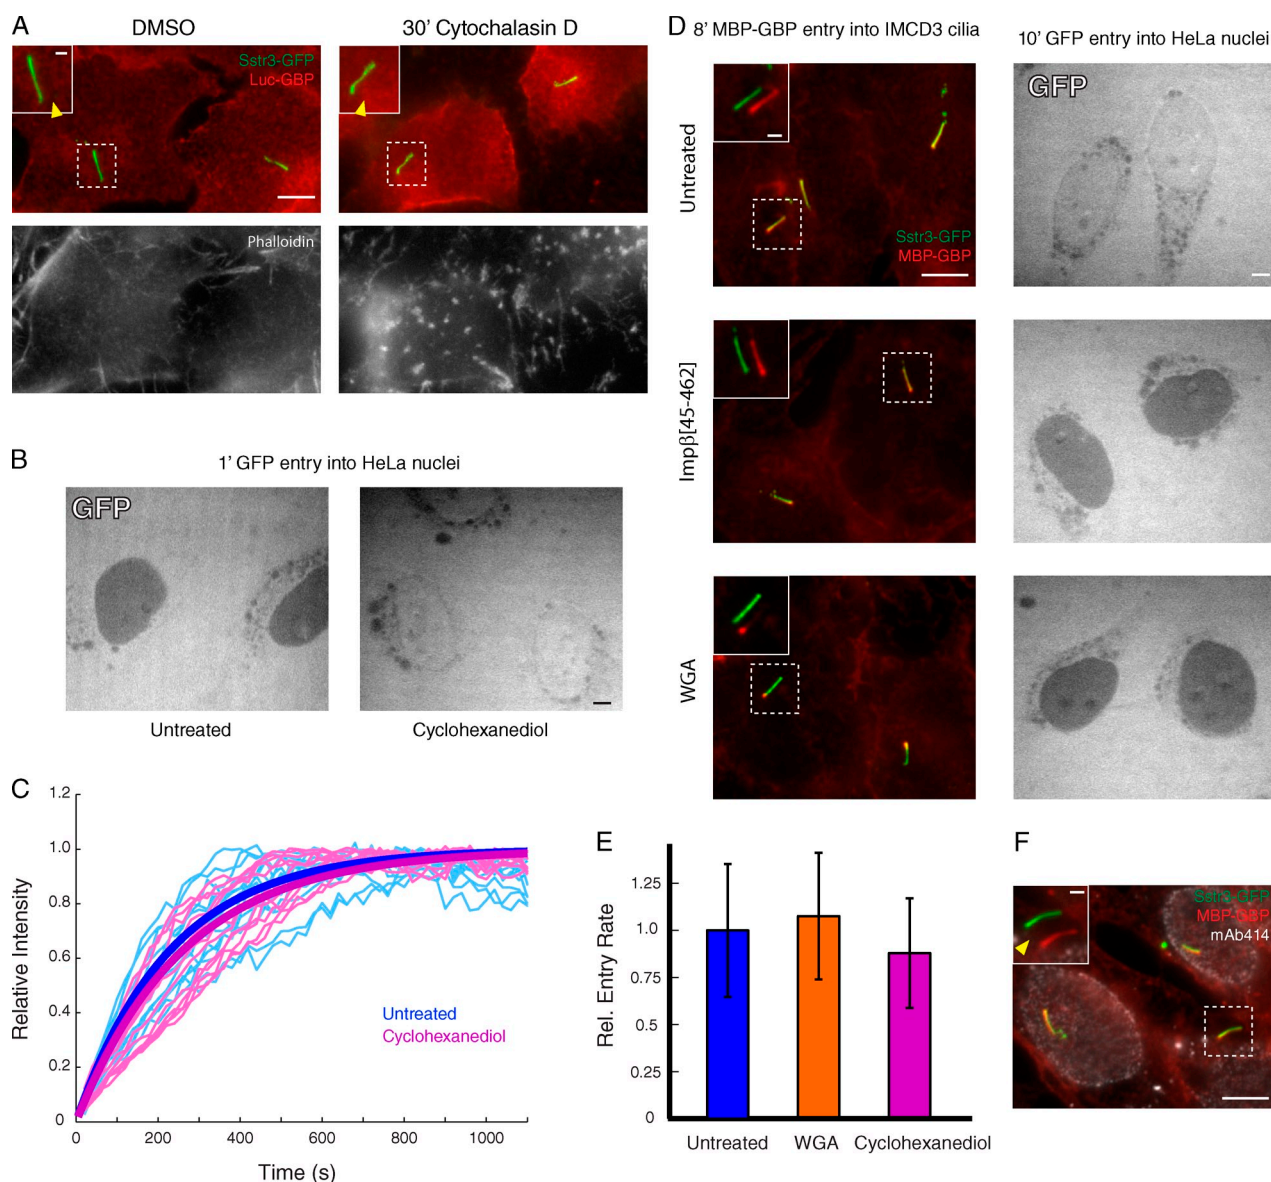 A
DMSO
30’ Cytochalasin D
Sstr3-GFP
Luc-GBP
Phalloidin
B
1’ GFP entry into HeLa nuclei
GFP
Untreated
Cyclohexanediol
C
Relative Intensity
1.2
1.0
0.8
0.6
0.4
0.2
0
Untreated
Cyclohexanediol
0
200
400
600
800
1000
Time (s)
D
8’ MBP-GBP entry into IMCD3 cilia
10’ GFP entry into HeLa nuclei
Untreated
Sstr3-GFP
MBP-GBP
GFP
Impβ[45-462]
WGA
E
Rel. Entry Rate
1.25
1.0
0.75
0.5
0.25
0
Untreated
WGA
Cyclohexanediol
F
Sstr3-GFP
MBP-GBP
mAb414